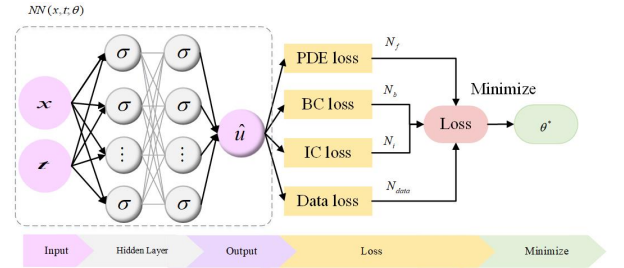 NN(x,t;θ)
σ σ
x σ σ
t ⋮ ⋮
σ σ
û
PDE loss
BC loss
IC loss
Data loss
N_f
N_b
N_i
N_data
Loss
Minimize
θ*
Input Hidden Layer Output Loss Minimize